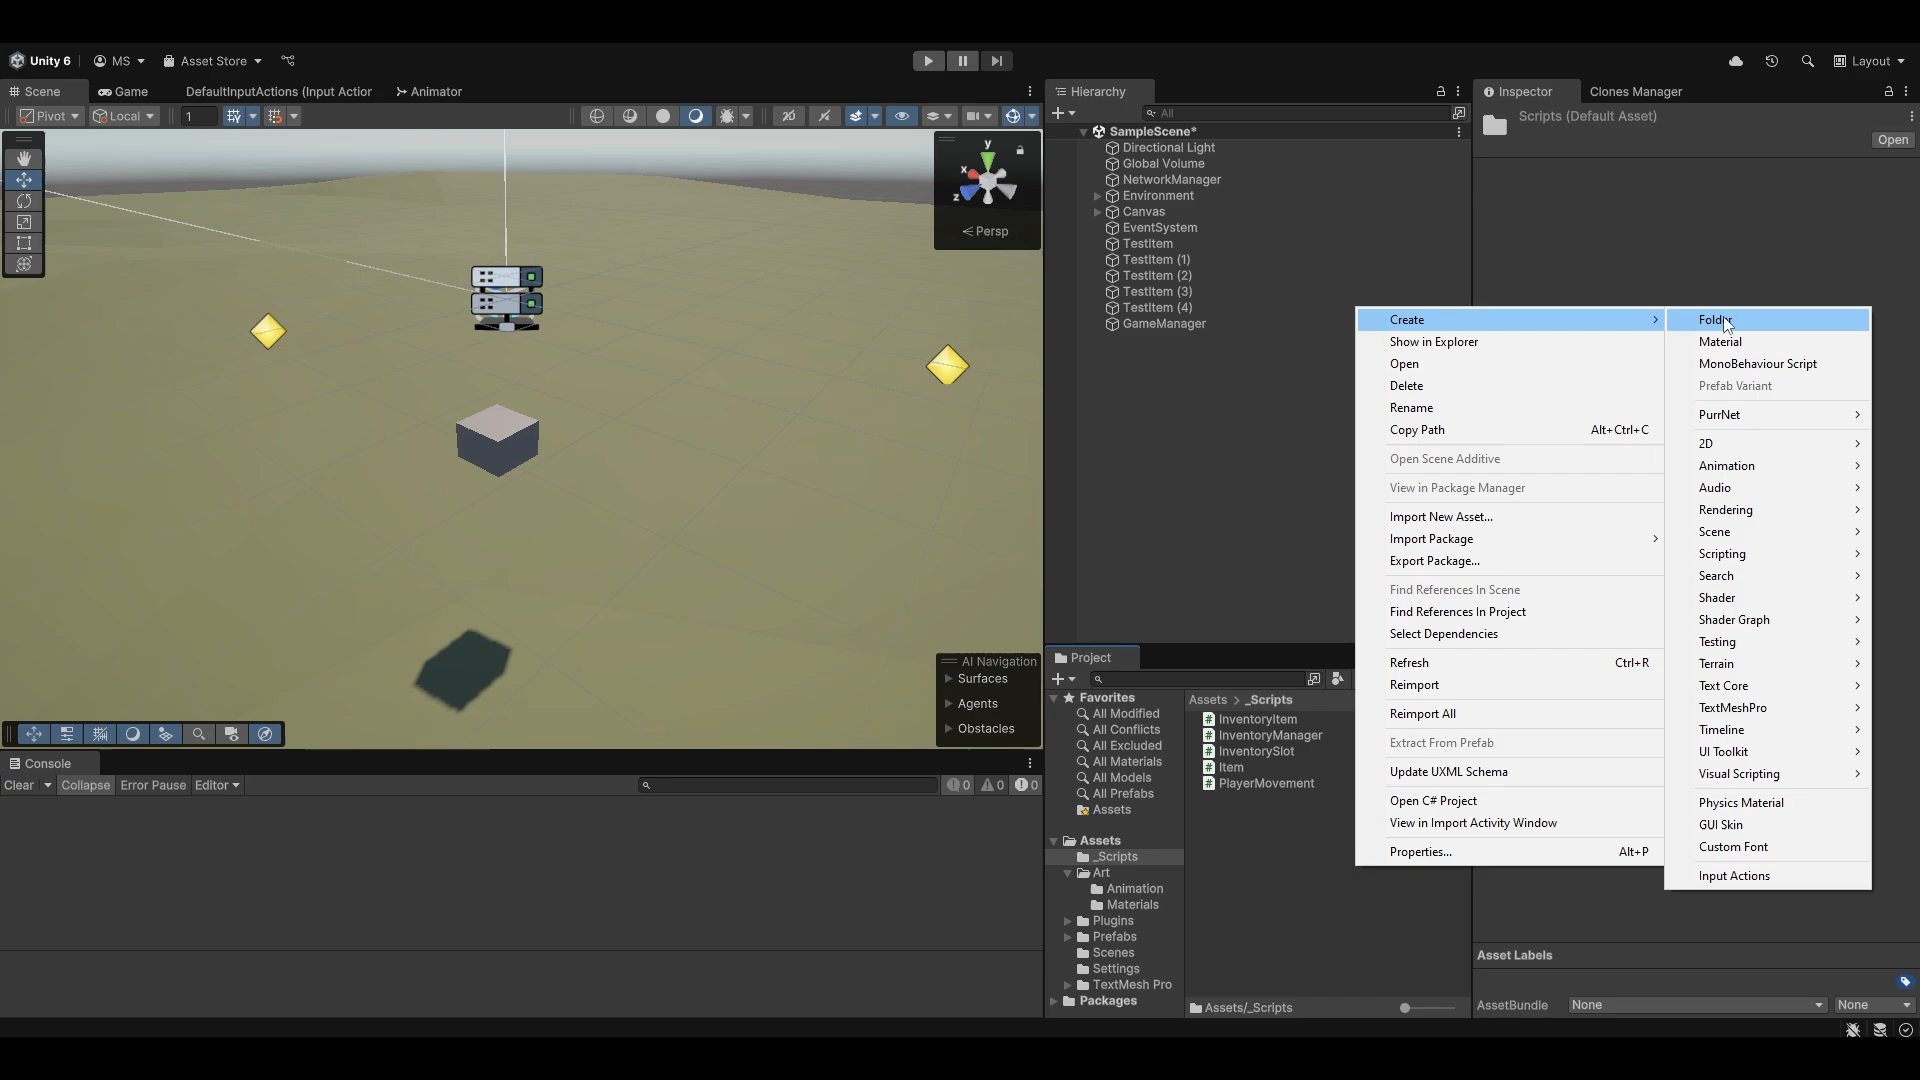 Unity 6 MS Asset Store Layout
Scene Game DefaultInputActions (Input Action Animator
Pivot Local 1 2D
y
x
z
Persp
AI Navigation
Surfaces
Agents
Obstacles
Console
Clear Collapse Error Pause Editor 0 0 0
Hierarchy
All
SampleScene*
Directional Light
Global Volume
NetworkManager
Environment
Canvas
EventSystem
TestItem
TestItem (1)
TestItem (2)
TestItem (3)
TestItem (4)
GameManager
Project
Favorites
All Modified
All Conflicts
All Excluded
All Materials
All Models
All Prefabs
Assets
Assets
_Scripts
Art
Animation
Materials
Plugins
Prefabs
Scenes
Settings
TextMesh Pro
Packages
Assets > _Scripts
InventoryItem
InventoryManager
InventorySlot
Item
PlayerMovement
Assets/_Scripts
Inspector Clones Manager
Scripts (Default Asset)
Open
Create
Show in Explorer
Open
Delete
Rename
Copy Path Alt+Ctrl+C
Open Scene Additive
View in Package Manager
Import New Asset...
Import Package
Export Package...
Find References In Scene
Find References In Project
Select Dependencies
Refresh Ctrl+R
Reimport
Reimport All
Extract From Prefab
Update UXML Schema
Open C# Project
View in Import Activity Window
Properties... Alt+P
Folder
Material
MonoBehaviour Script
Prefab Variant
PurrNet
2D
Animation
Audio
Rendering
Scene
Scripting
Search
Shader
Shader Graph
Testing
Terrain
Text Core
TextMeshPro
Timeline
UI Toolkit
Visual Scripting
Physics Material
GUI Skin
Custom Font
Input Actions
Asset Labels
AssetBundle None None